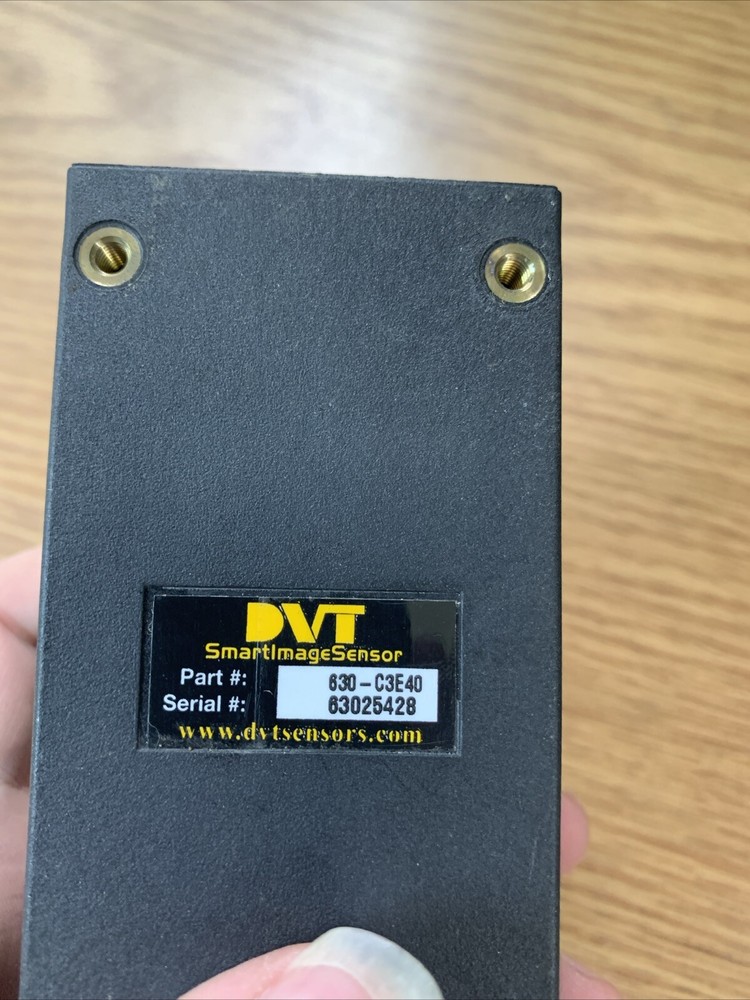 DVT
SmartImageSensor
Part #: 630-C3E40
Serial #: 63025428
www.dvtsensors.com